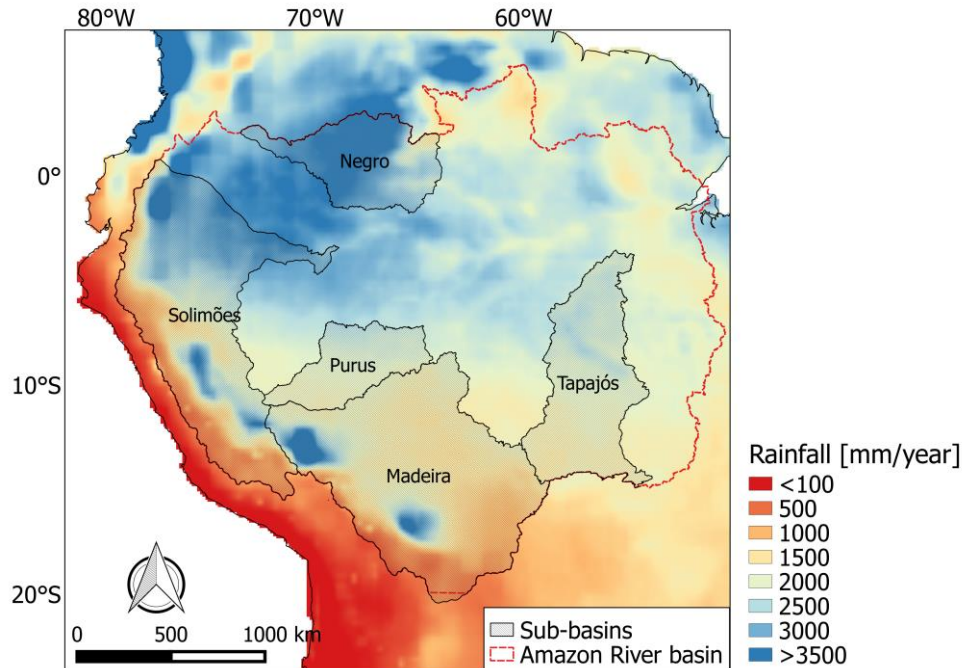 80°W 70°W 60°W
0°
10°S
20°S
Negro
Solimões
Purus
Tapajós
Madeira
0 500 1000 km
Sub-basins
Amazon River basin
Rainfall [mm/year]
<100
500
1000
1500
2000
2500
3000
>3500